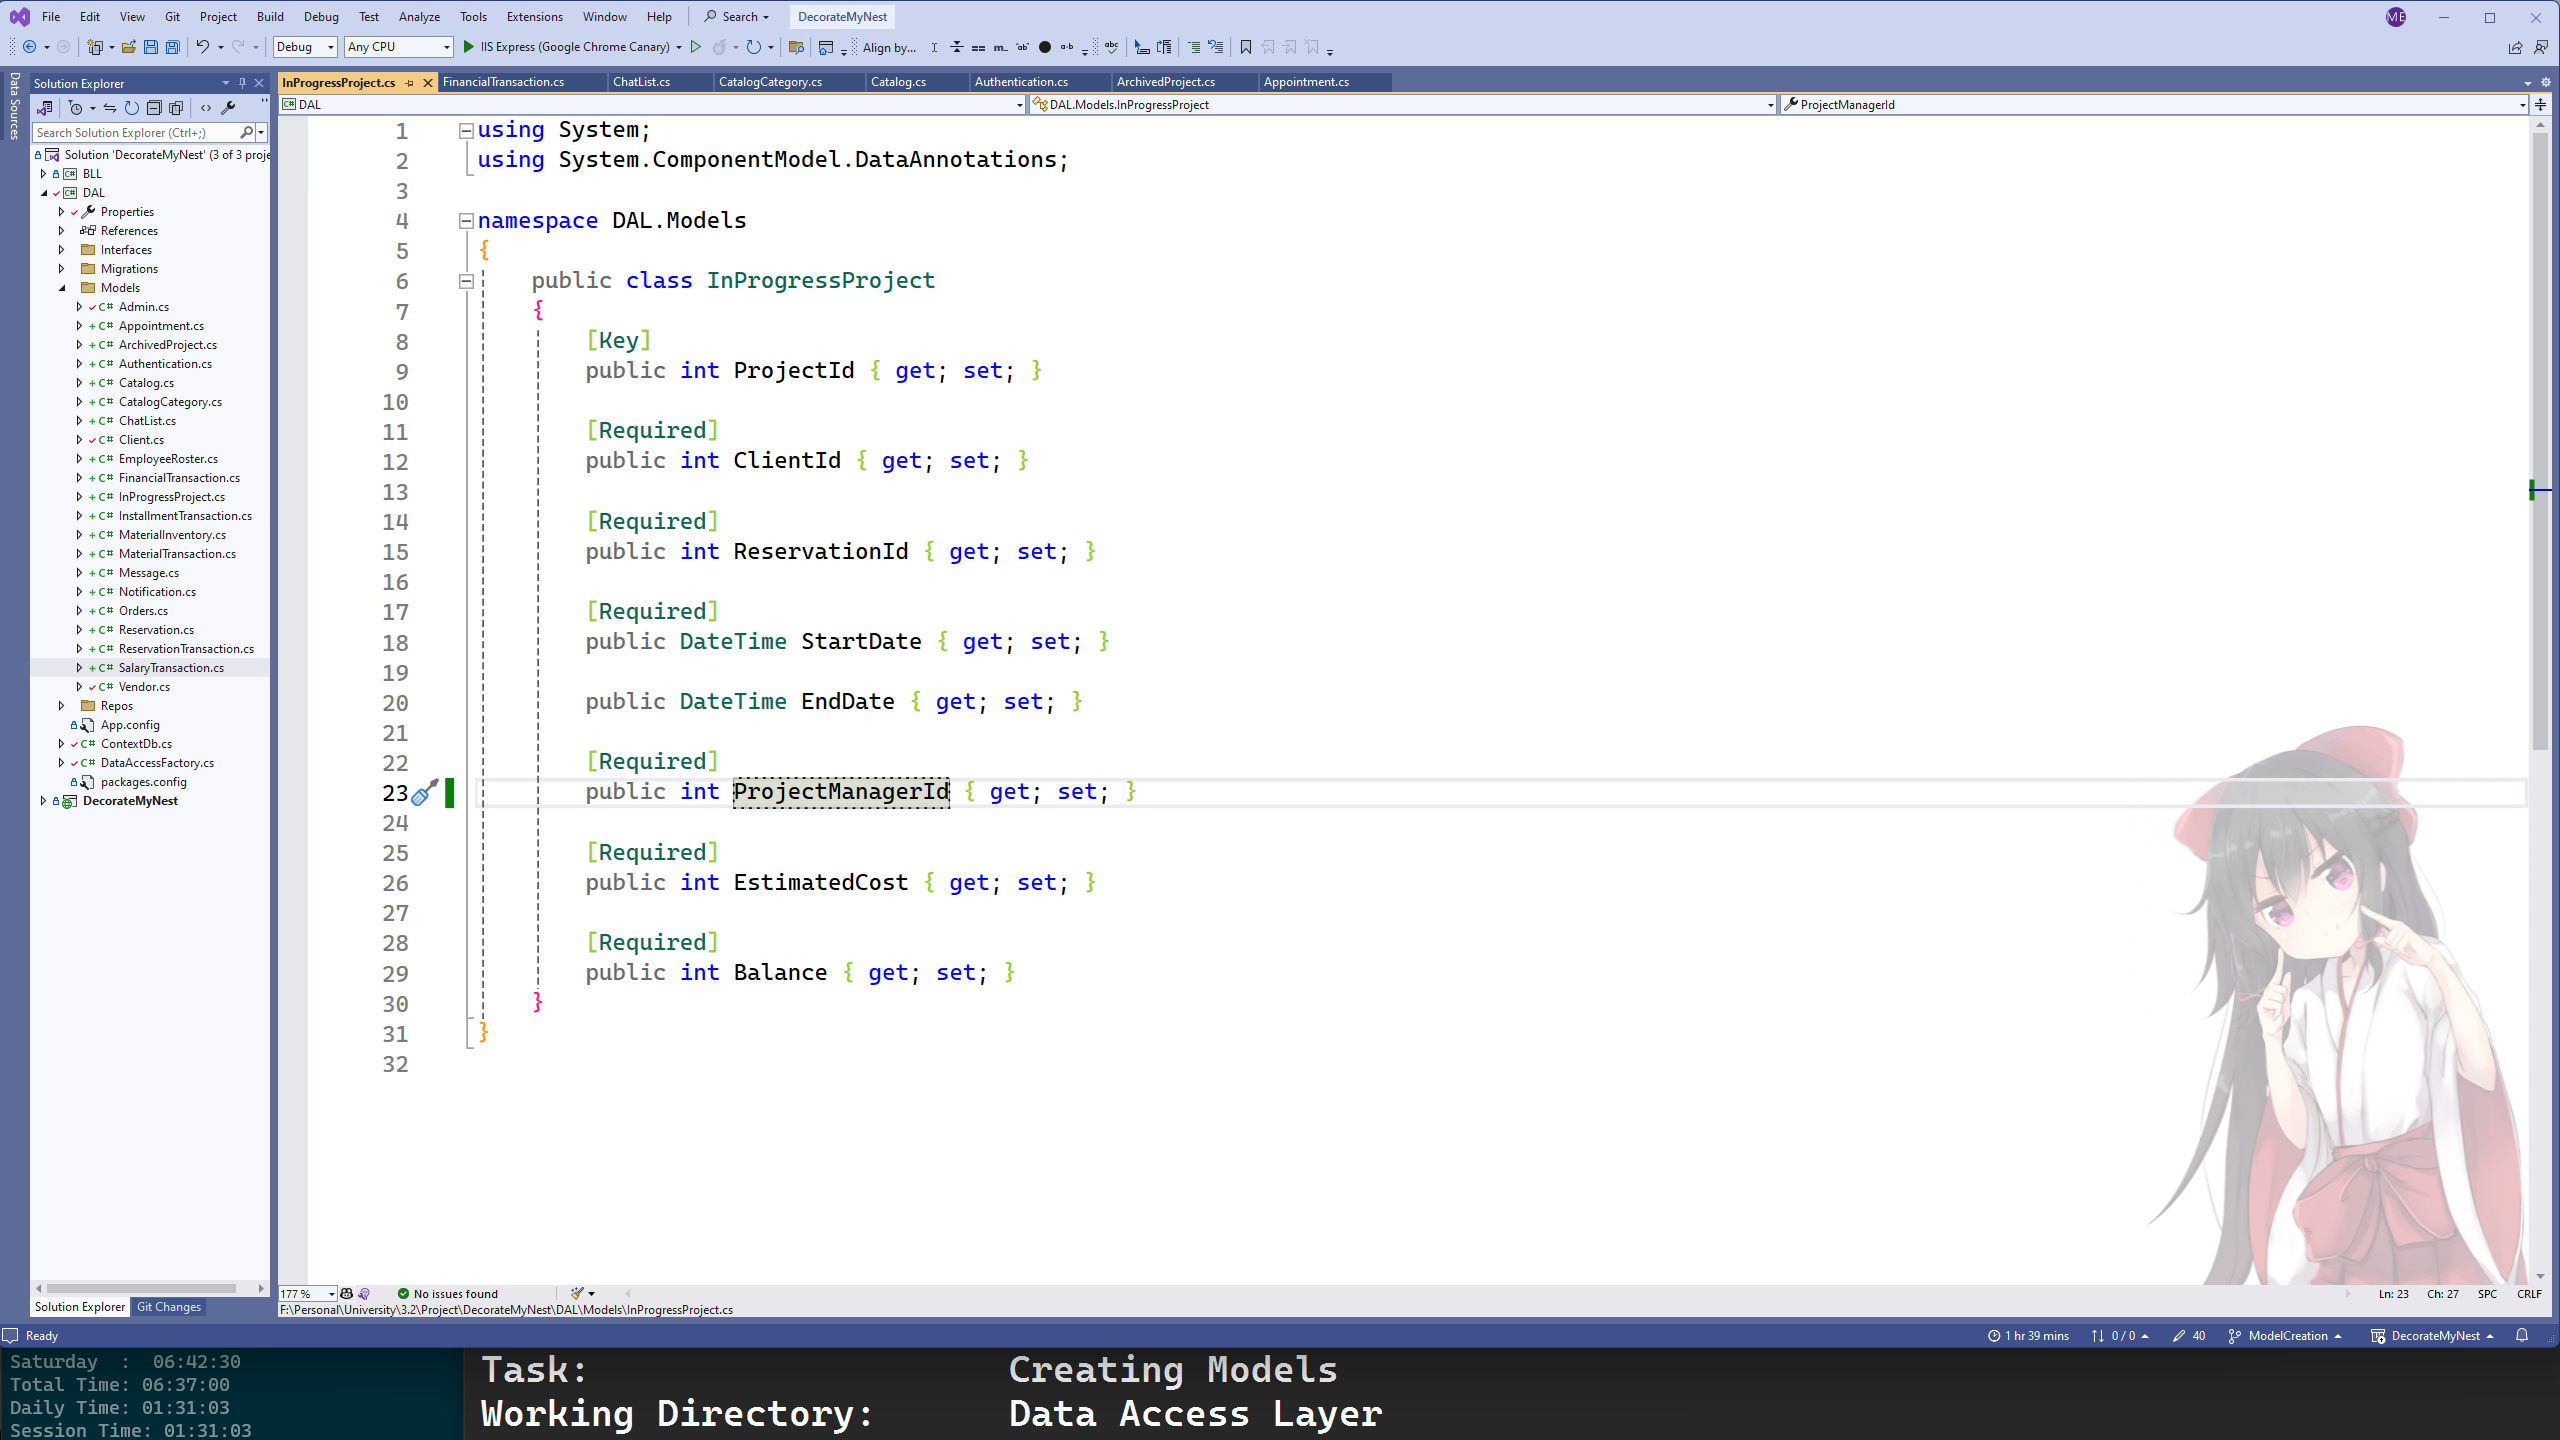 File Edit View Git Project Build Debug Test Analyze Tools Extensions Window Help Search DecorateMyNest ME
Debug Any CPU IIS Express (Google Chrome Canary) Align by...
Data Sources
Solution Explorer
Search Solution Explorer (Ctrl+;)
Solution 'DecorateMyNest' (3 of 3 proje
BLL
DAL
Properties
References
Interfaces
Migrations
Models
Admin.cs
Appointment.cs
ArchivedProject.cs
Authentication.cs
Catalog.cs
CatalogCategory.cs
ChatList.cs
Client.cs
EmployeeRoster.cs
FinancialTransaction.cs
InProgressProject.cs
InstallmentTransaction.cs
MaterialInventory.cs
MaterialTransaction.cs
Message.cs
Notification.cs
Orders.cs
Reservation.cs
ReservationTransaction.cs
SalaryTransaction.cs
Vendor.cs
Repos
App.config
ContextDb.cs
DataAccessFactory.cs
packages.config
DecorateMyNest
Solution Explorer Git Changes
InProgressProject.cs FinancialTransaction.cs ChatList.cs CatalogCategory.cs Catalog.cs Authentication.cs ArchivedProject.cs Appointment.cs
DAL DAL.Models.InProgressProject ProjectManagerId
1 using System;
2 using System.ComponentModel.DataAnnotations;
3
4 namespace DAL.Models
5 {
6 public class InProgressProject
7 {
8 [Key]
9 public int ProjectId { get; set; }
10
11 [Required]
12 public int ClientId { get; set; }
13
14 [Required]
15 public int ReservationId { get; set; }
16
17 [Required]
18 public DateTime StartDate { get; set; }
19
20 public DateTime EndDate { get; set; }
21
22 [Required]
23 public int ProjectManagerId { get; set; }
24
25 [Required]
26 public int EstimatedCost { get; set; }
27
28 [Required]
29 public int Balance { get; set; }
30 }
31 }
32
177 % No issues found Ln: 23 Ch: 27 SPC CRLF
F:\Personal\University\3.2\Project\DecorateMyNest\DAL\Models\InProgressProject.cs
Ready 1 hr 39 mins 0 / 0 40 ModelCreation DecorateMyNest
Saturday : 06:42:30
Total Time: 06:37:00
Daily Time: 01:31:03
Session Time: 01:31:03
Task: Creating Models
Working Directory: Data Access Layer